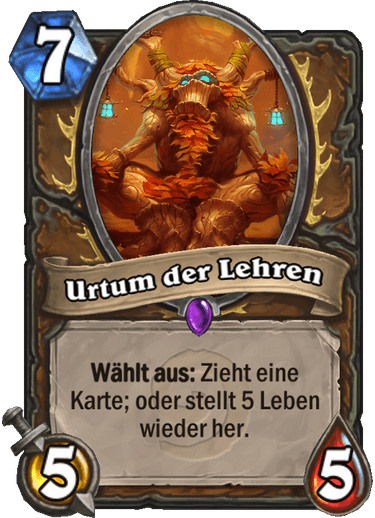 7
Urtum der Lehren
Wählt aus: Zieht eine
Karte; oder stellt 5 Leben
wieder her.
5
5